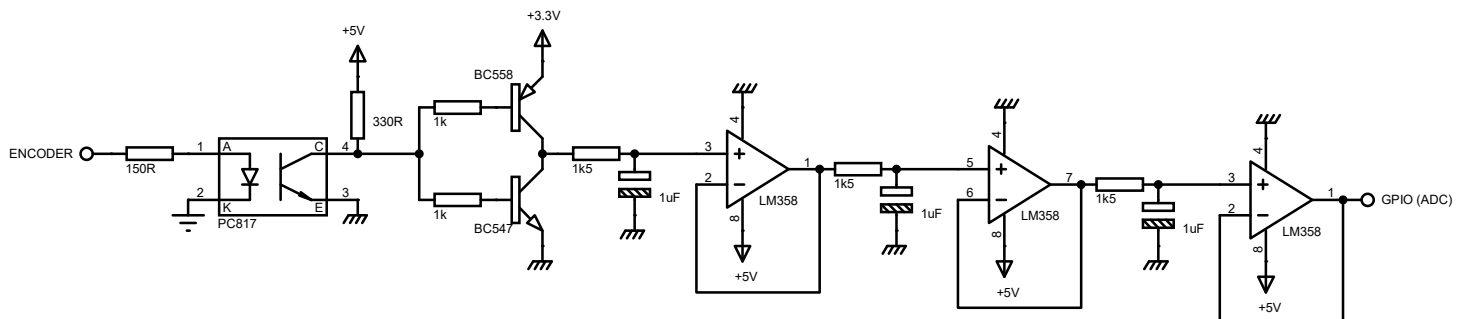 ENCODER
150R
1
2
A
K
C
E
4
3
PC817
+5V
330R
1k
1k
BC558
BC547
+3.3V
1k5
1uF
3
2
4
8
1
LM358
+5V
1k5
1uF
5
6
4
8
7
LM358
+5V
1k5
1uF
3
2
4
8
1
LM358
+5V
GPIO (ADC)